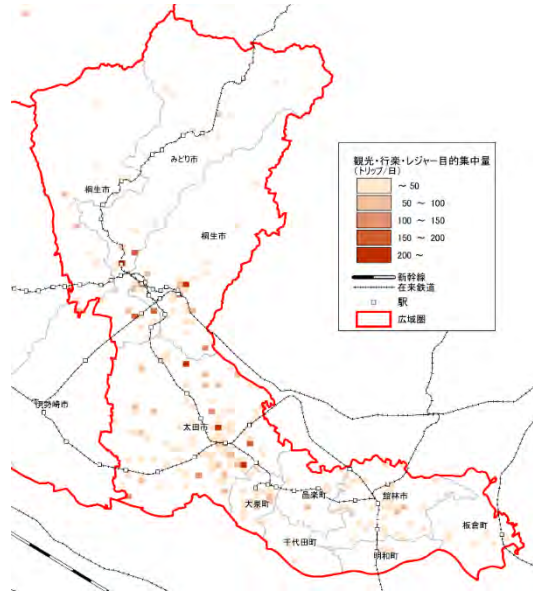 みどり市
桐生市
桐生市
観光・行楽・レジャー目的集中量
(トリップ/日)
～ 50
50 ～ 100
100 ～ 150
150 ～ 200
200 ～
新幹線
在来鉄道
駅
広域圏
伊勢崎市
太田市
大泉町
邑楽町
館林市
板倉町
千代田町
明和町